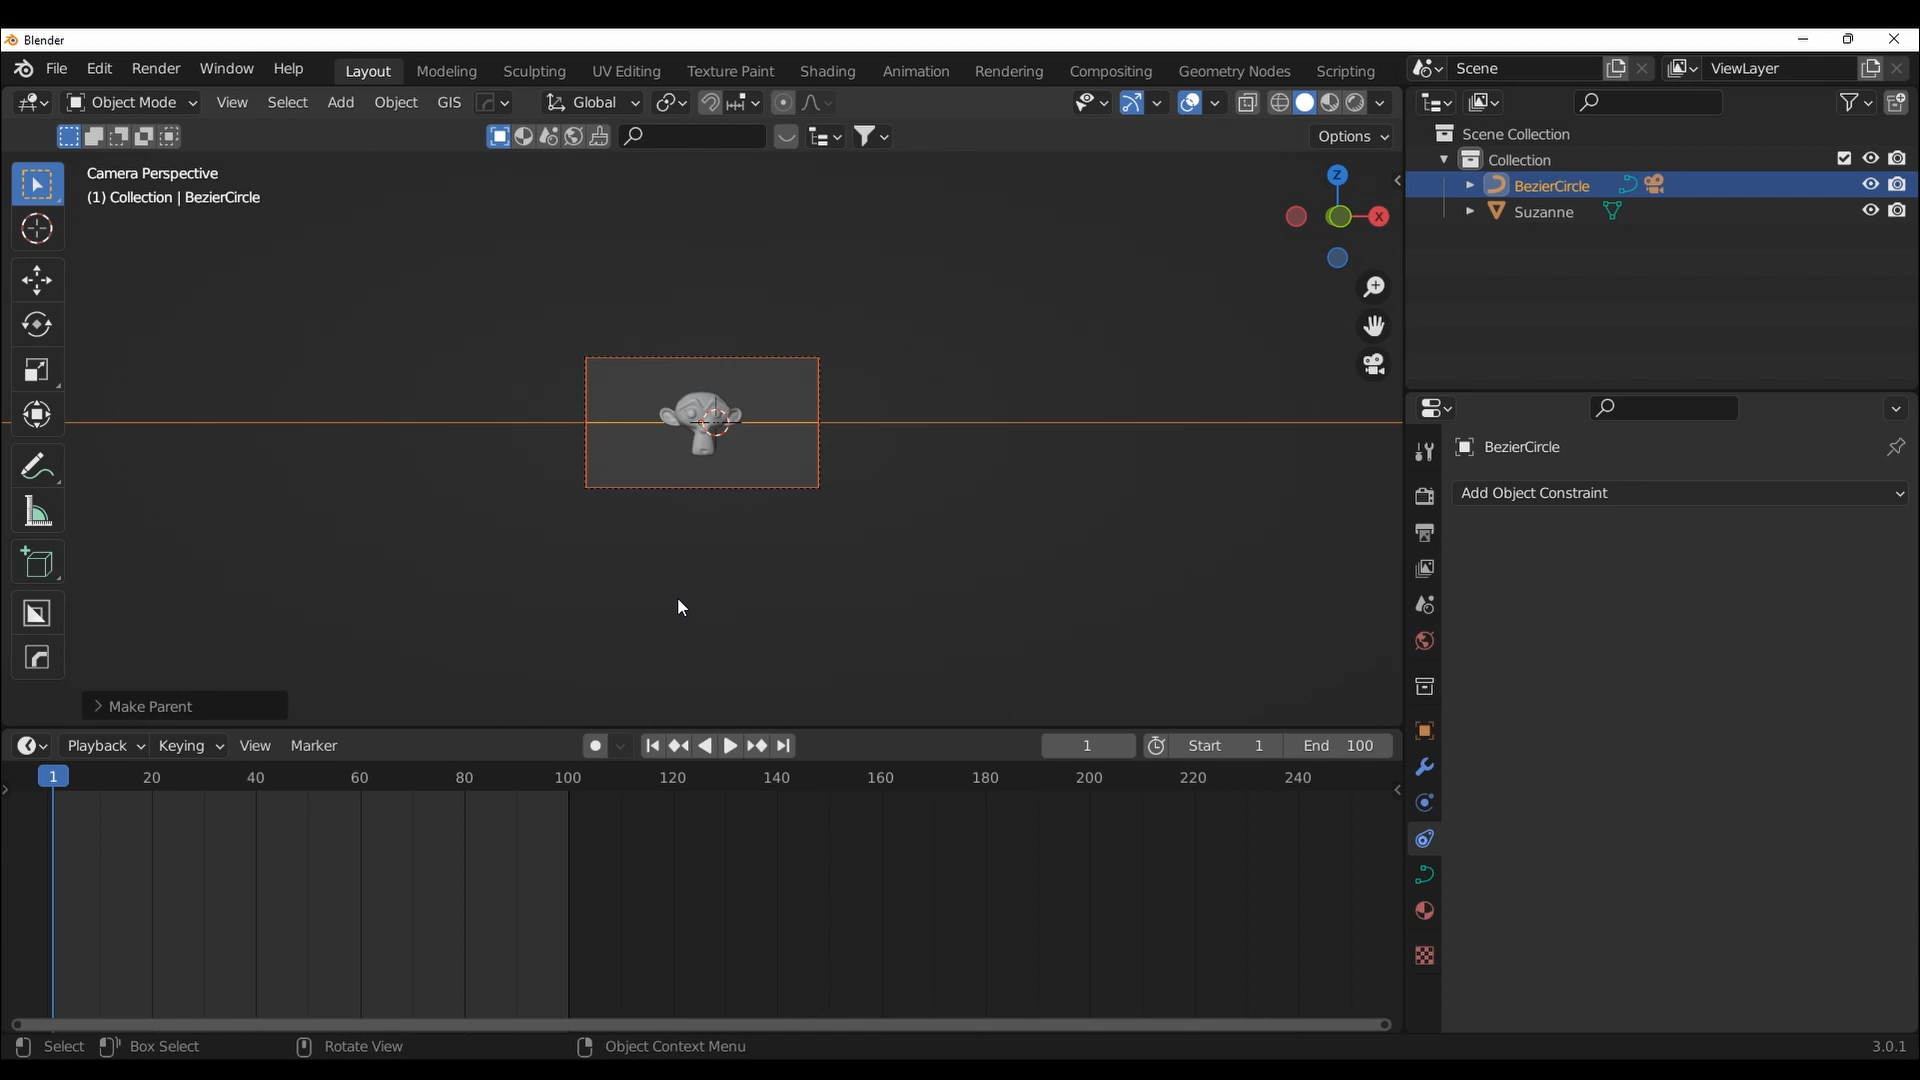 Blender
File Edit Render Window Help Layout Modeling Sculpting UV Editing Texture Paint Shading Animation Rendering Compositing Geometry Nodes Scripting Scene ViewLayer
Object Mode View Select Add Object GIS Global
Options
Camera Perspective
(1) Collection | BezierCircle
Z
X
Scene Collection
Collection
BezierCircle
Suzanne
BezierCircle
Add Object Constraint
Make Parent
Playback Keying View Marker 1 Start 1 End 100
1 20 40 60 80 100 120 140 160 180 200 220 240
Select Box Select Rotate View Object Context Menu 3.0.1